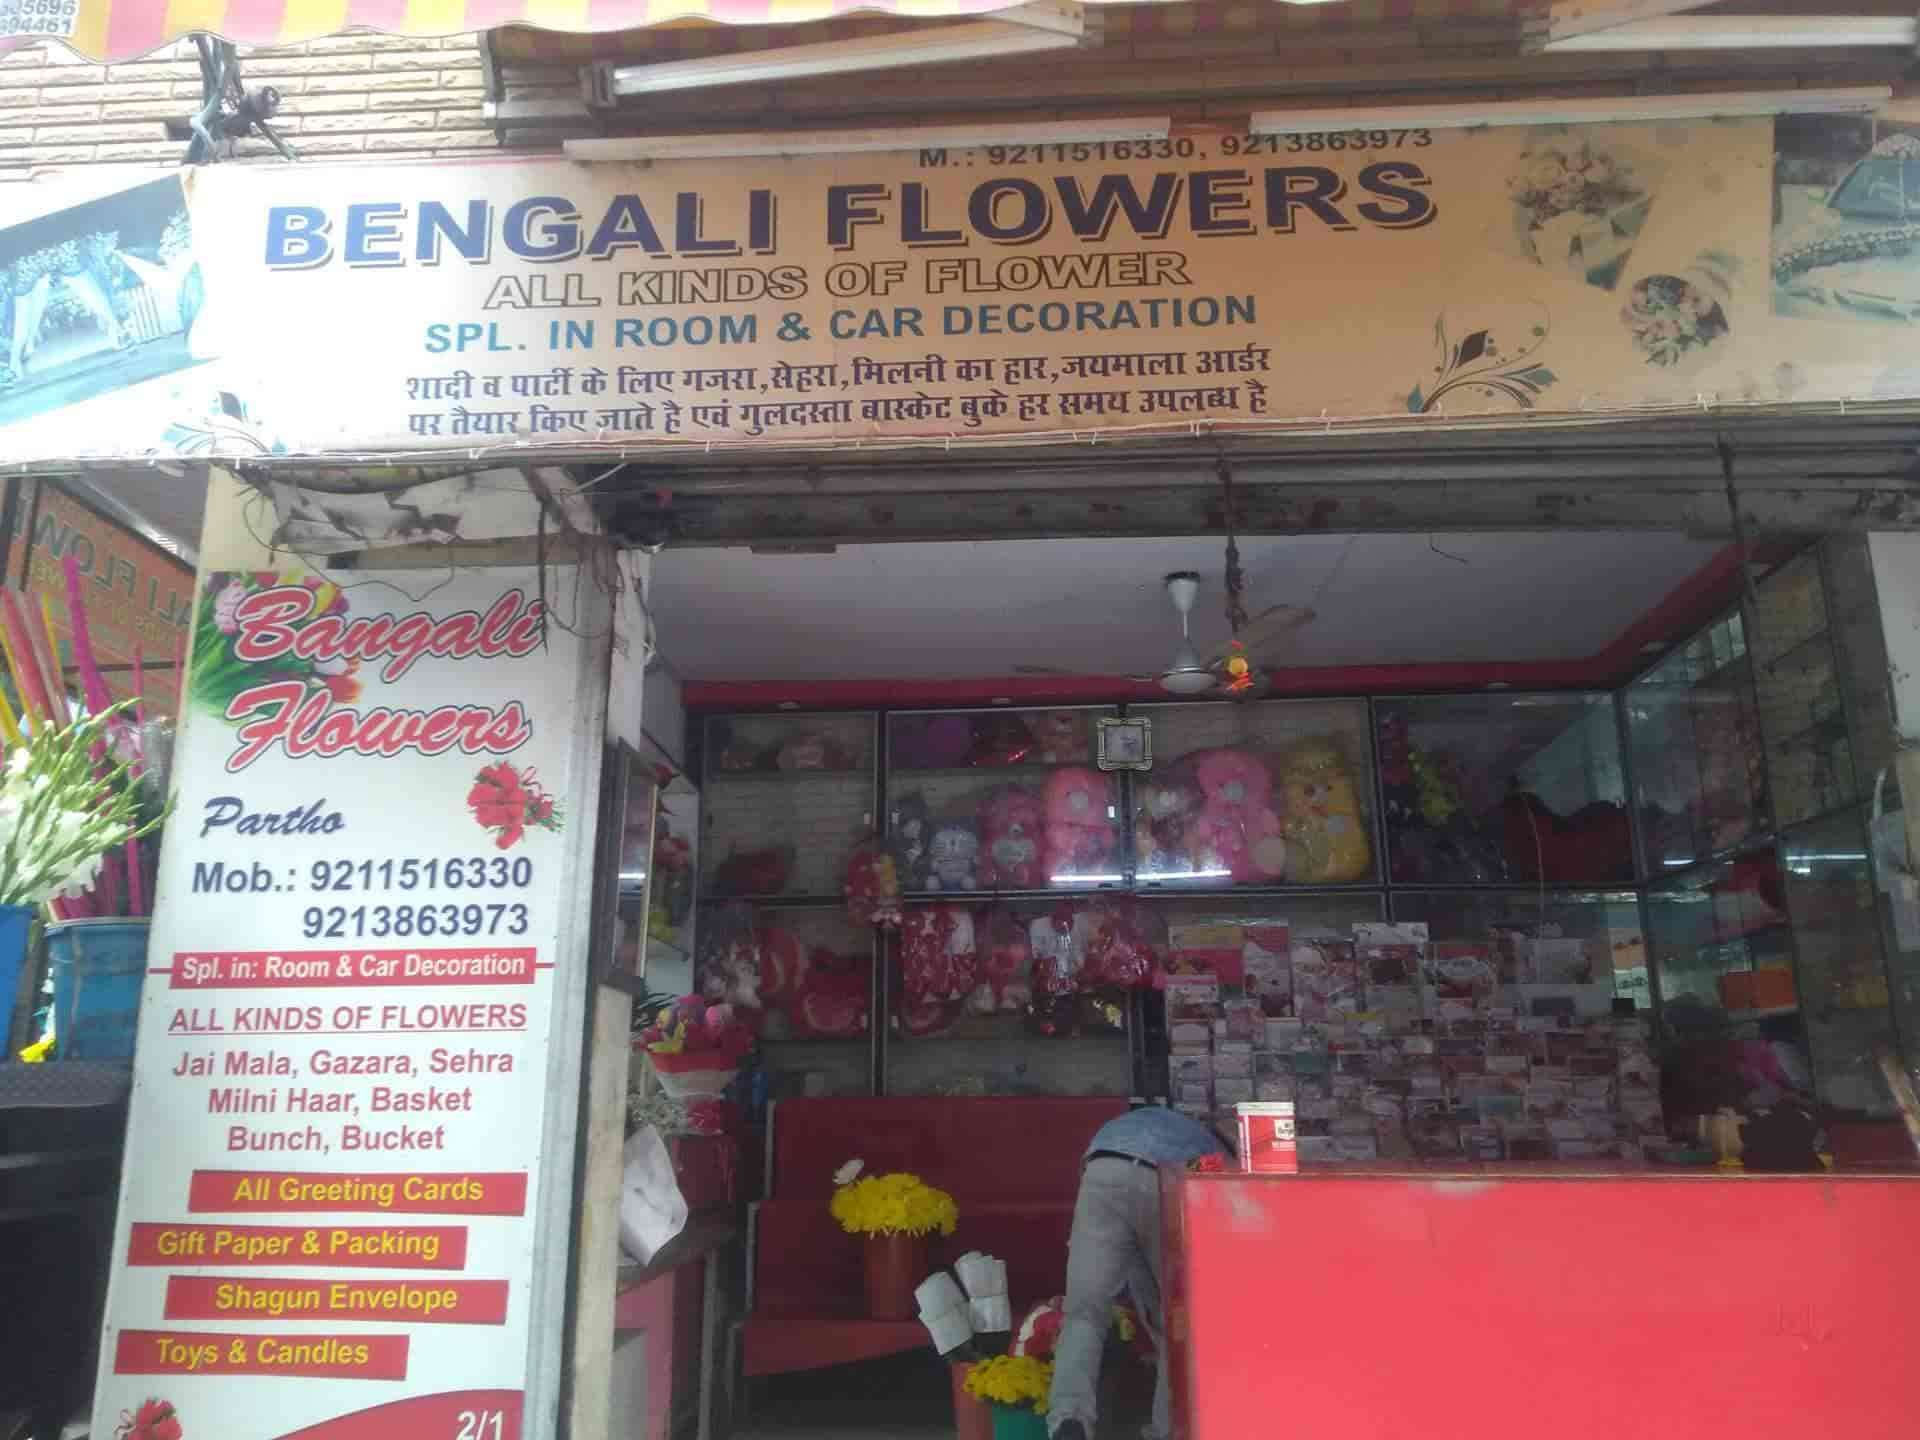 94461
M.: 9211516330, 9213863973
BENGALI FLOWERS
ALL KINDS OF FLOWER
SPL. IN ROOM & CAR DECORATION
शादी व पार्टी के लिए गजरा,सेहरा,मिलनी का हार,जयमाला आर्डर
पर तैयार किए जाते है एवं गुलदस्ता बास्केट बुके हर समय उपलब्ध है
Bangali
Flowers
Partho
Mob.: 9211516330
9213863973
Spl. in: Room & Car Decoration
ALL KINDS OF FLOWERS
Jai Mala, Gazara, Sehra
Milni Haar, Basket
Bunch, Bucket
All Greeting Cards
Gift Paper & Packing
Shagun Envelope
Toys & Candles
2/1